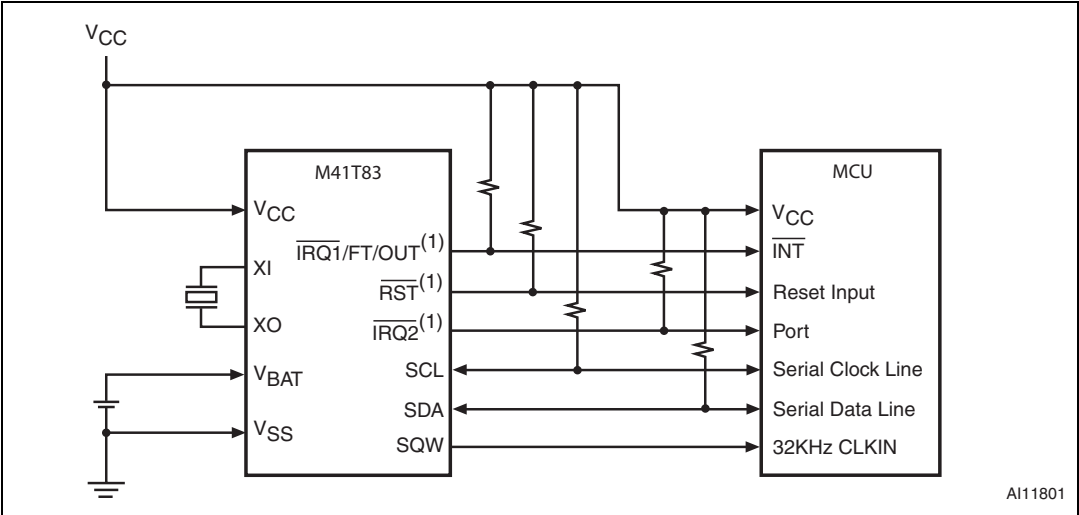 VCC
M41T83
MCU
VCC
VCC
IRQ1/FT/OUT(1)
INT
XI
RST(1)
Reset Input
XO
IRQ2(1)
Port
VBAT
SCL
Serial Clock Line
SDA
Serial Data Line
VSS
SQW
32KHz CLKIN
AI11801